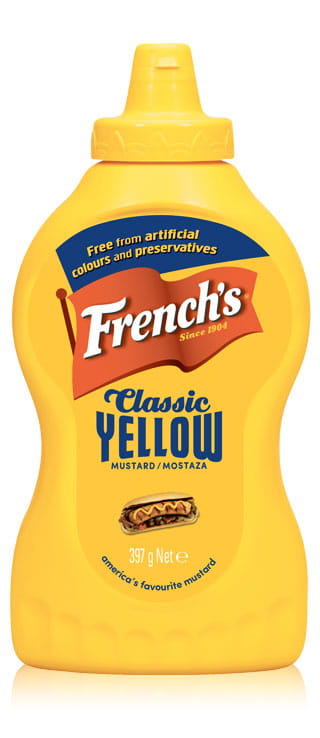 Free from artificial
colours and preservatives
French's
Since 1904
Classic
YELLOW
MUSTARD/MOSTAZA
397 g Net e
america's favourite mustard